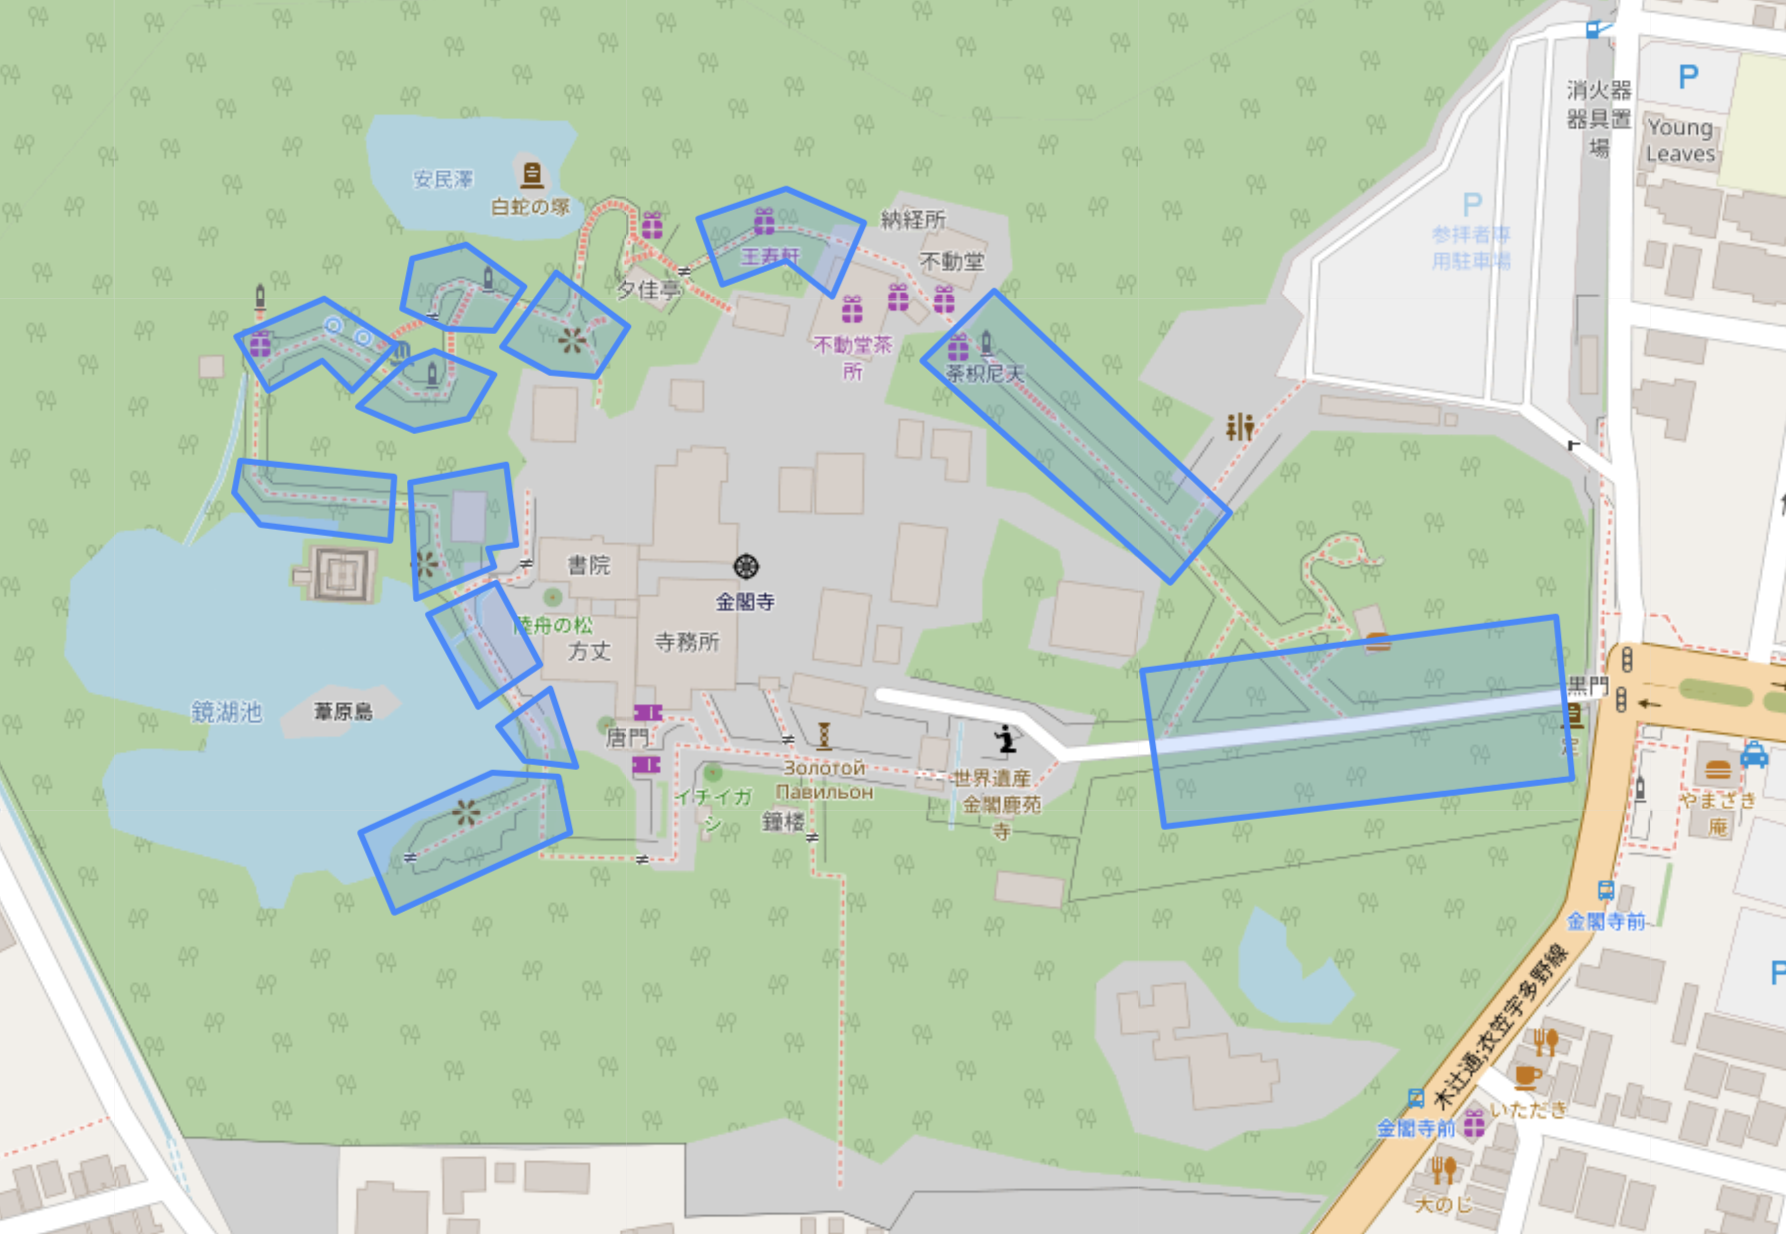 消火器
器具置
場
P
Young
Leaves
安民澤
白蛇の塚
P
参拝者専
用駐車場
納経所
王寿軒
不動堂
夕佳亭
不動堂茶
所
荼枳尼天
書院
金閣寺
陸舟の松
方丈
寺務所
黒門
鏡湖池
葦原島
唐門
定
Золотой
Павильон
世界遺産
金閣鹿苑
寺
イチイガ
シ
鐘楼
やまざき
庵
金閣寺前
P
木辻通;衣笠宇多野線
いただき
金閣寺前
大のじ